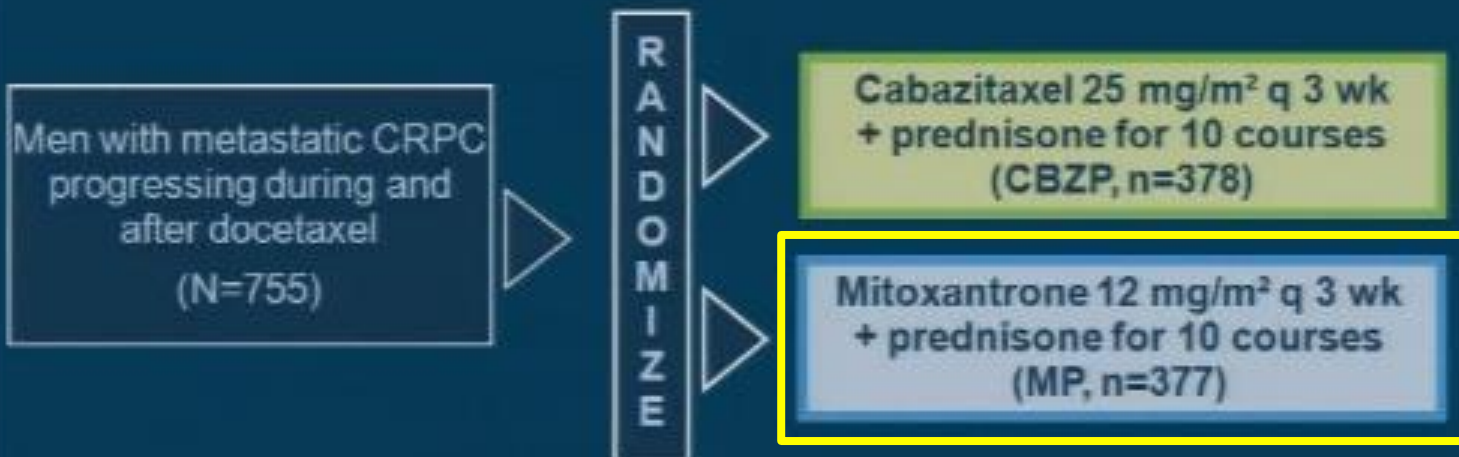 Men with metastatic CRPC
progressing during and
after docetaxel
(N=755)
RANDOMIZE
Cabazitaxel 25 mg/m² q 3 wk
+ prednisone for 10 courses
(CBZP, n=378)
Mitoxantrone 12 mg/m² q 3 wk
+ prednisone for 10 courses
(MP, n=377)